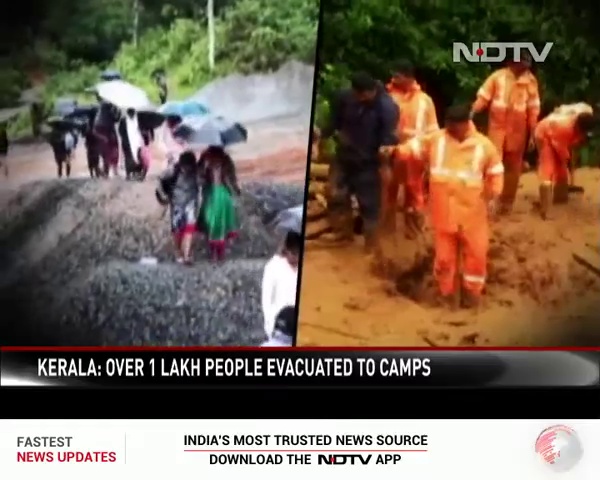 NDTV
KERALA: OVER 1 LAKH PEOPLE EVACUATED TO CAMPS
FASTEST
NEWS UPDATES
INDIA'S MOST TRUSTED NEWS SOURCE
DOWNLOAD THE NDTV APP